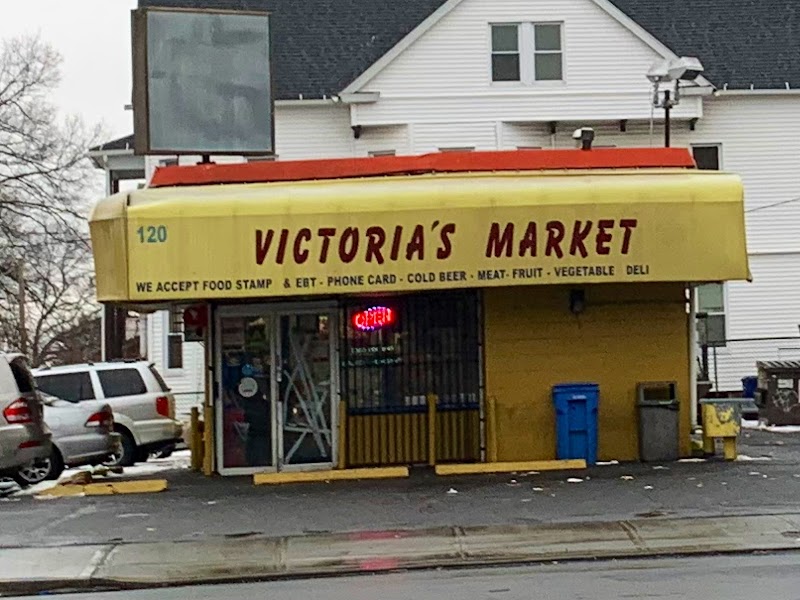 120
VICTORIA'S MARKET
WE ACCEPT FOOD STAMP & EBT - PHONE CARD - COLD BEER - MEAT- FRUIT - VEGETABLE DELI
OPEN